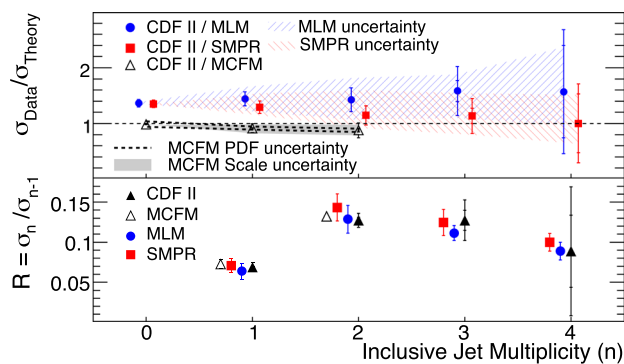 σData/σTheory
CDF II / MLM
CDF II / SMPR
CDF II / MCFM
MLM uncertainty
SMPR uncertainty
2
1
MCFM PDF uncertainty
MCFM Scale uncertainty
R = σn/σn-1
CDF II
MCFM
MLM
SMPR
0.15
0.1
0.05
0 1 2 3 4
Inclusive Jet Multiplicity (n)